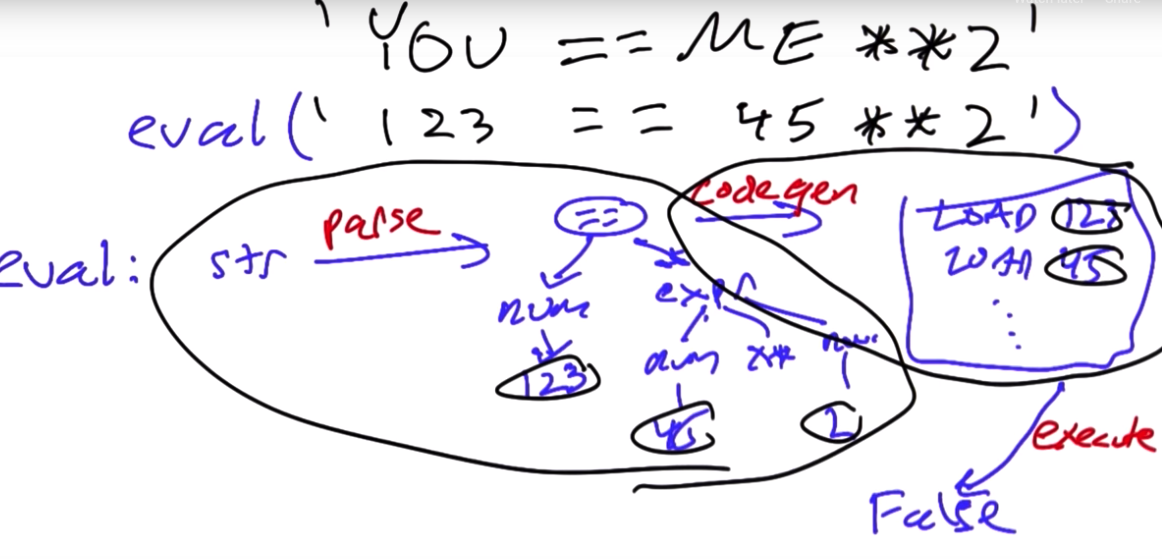 'YOU == ME **2'
eval('123 == 45 **2')
eval: str parse == codegen LOAD 123
LOAD 45
num expr
num ** num
123
45 2
execute
False